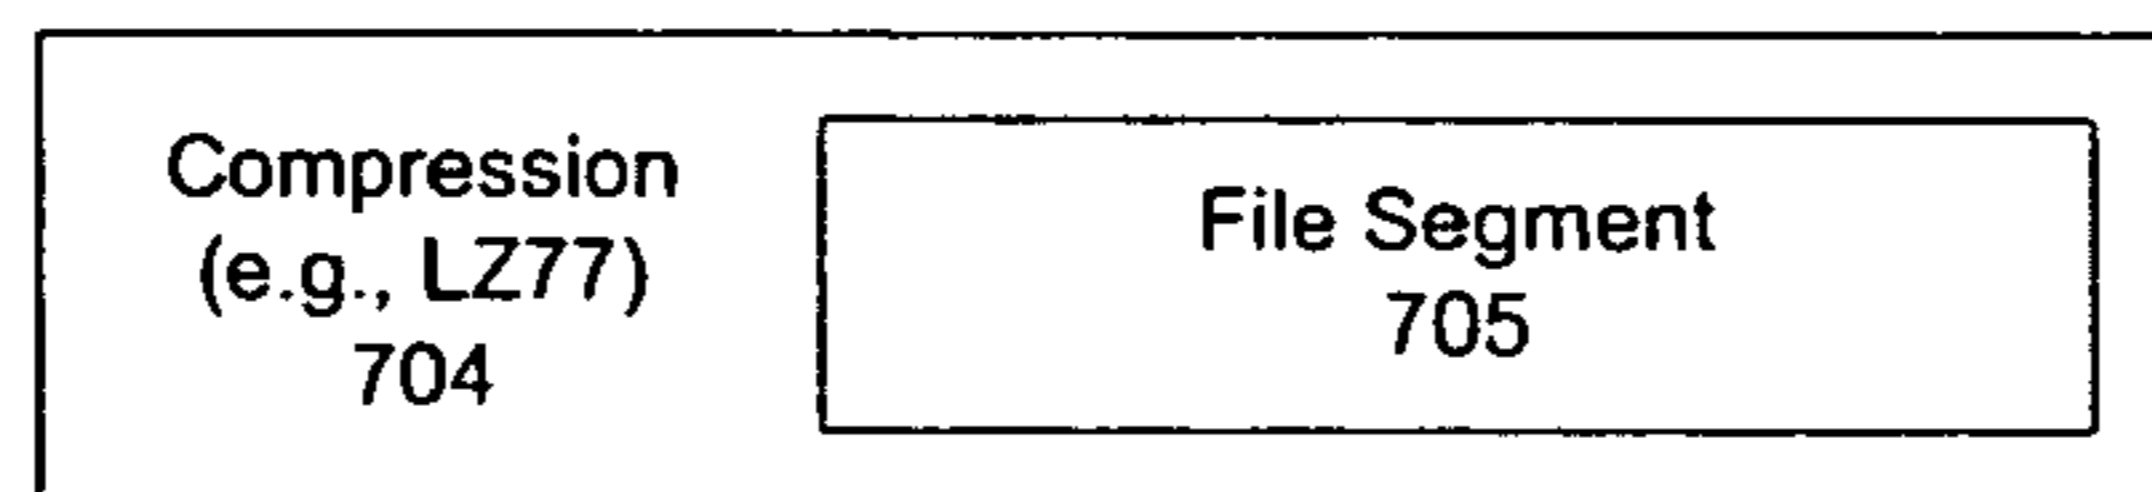 Compression
(e.g., LZ77)
704
File Segment
705